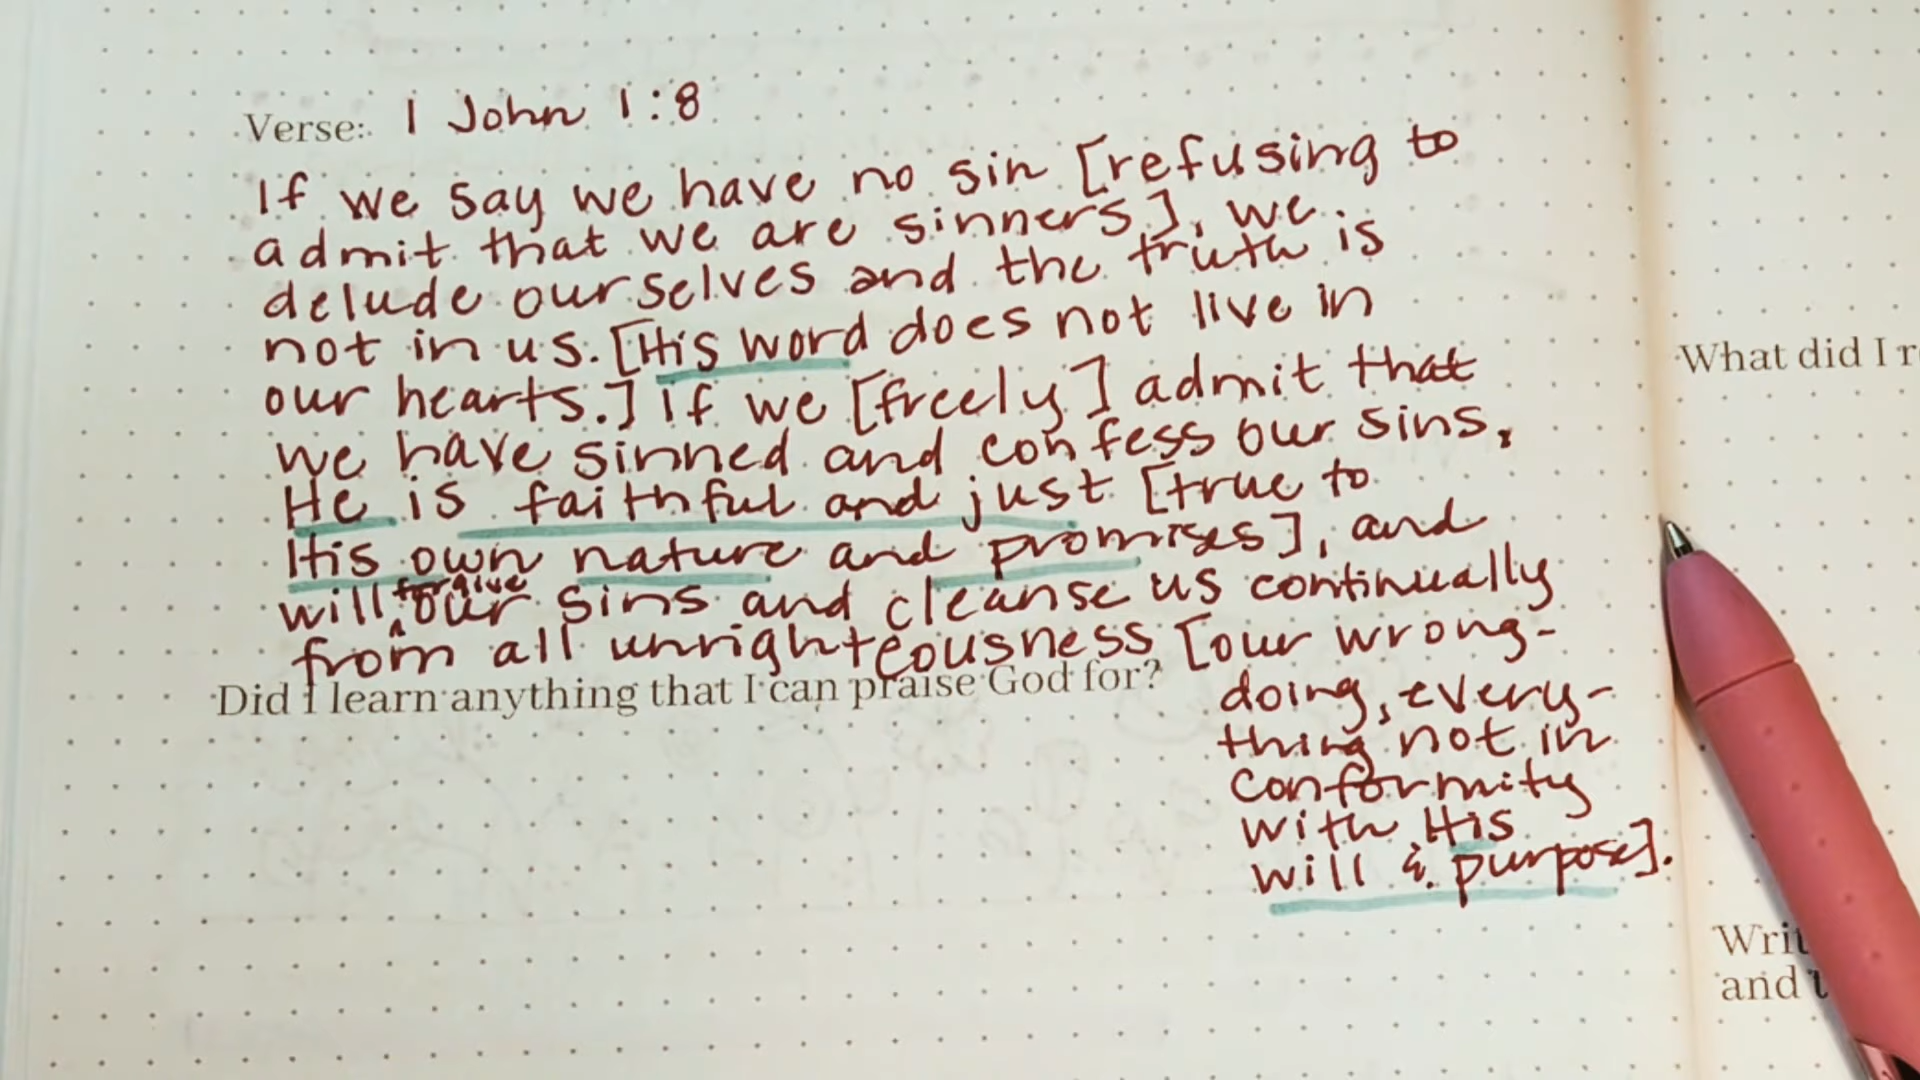 Verse: 1 John 1:8
If we say we have no sin [refusing to
admit that we are sinners], we
delude ourselves and the truth is
not in us. [His word does not live in
our hearts.] If we [freely] admit that
we have sinned and confess our sins,
He is faithful and just [true to
His own nature and promises], and
will forgive our sins and cleanse us continually
from all unrighteousness [our wrong-
Did I learn anything that I can praise God for?
doing, every-
thing not in
conformity
with His
will & purpose].
What did I r
Writ
and t